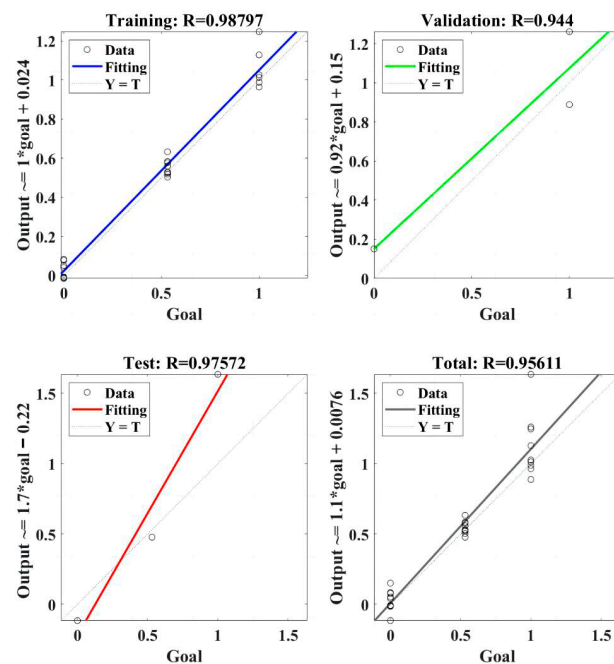 Training: R=0.98797
Output ~= 1*goal + 0.024
1.2
1
0.8
0.6
0.4
0.2
0
Data
Fitting
Y = T
0
0.5
1
Goal
Validation: R=0.944
Output ~= 0.92*goal + 0.15
1.2
1
0.8
0.6
0.4
0.2
0
Data
Fitting
Y = T
0
0.5
1
Goal
Test: R=0.97572
Output ~= 1.7*goal − 0.22
1.5
1
0.5
0
Data
Fitting
Y = T
0
0.5
1
1.5
Goal
Total: R=0.95611
Output ~= 1.1*goal + 0.0076
1.5
1
0.5
0
Data
Fitting
Y = T
0
0.5
1
1.5
Goal